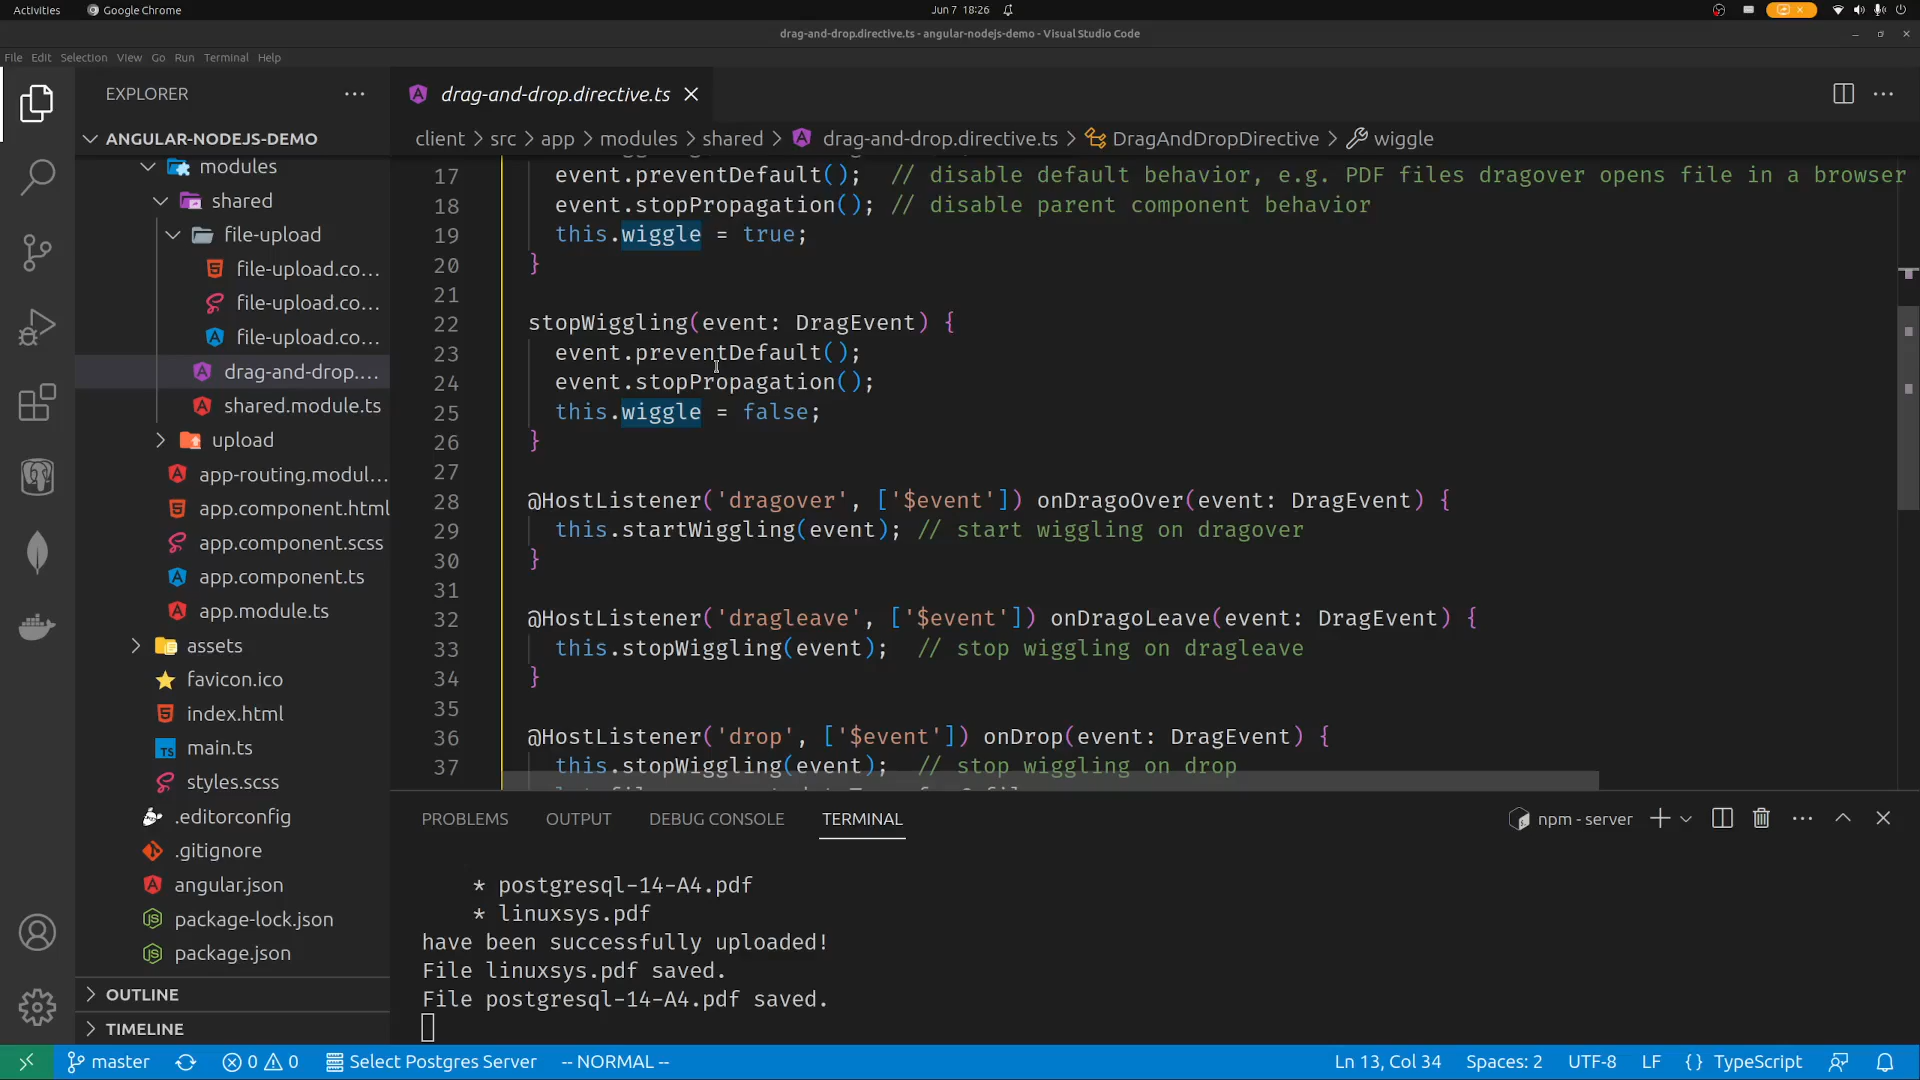 Activities
Google Chrome
Jun 7 18:26
drag-and-drop.directive.ts - angular-nodejs-demo - Visual Studio Code
File Edit Selection View Go Run Terminal Help
EXPLORER
drag-and-drop.directive.ts
ANGULAR-NODEJS-DEMO
client > src > app > modules > shared > drag-and-drop.directive.ts > DragAndDropDirective > wiggle
modules
shared
file-upload
file-upload.co...
file-upload.co...
file-upload.co...
drag-and-drop....
shared.module.ts
upload
app-routing.modul...
app.component.html
app.component.scss
app.component.ts
app.module.ts
assets
favicon.ico
index.html
main.ts
styles.scss
.editorconfig
.gitignore
angular.json
package-lock.json
package.json
OUTLINE
TIMELINE
17 event.preventDefault(); // disable default behavior, e.g. PDF files dragover opens file in a browser
18 event.stopPropagation(); // disable parent component behavior
19 this.wiggle = true;
20 }
21
22 stopWiggling(event: DragEvent) {
23 event.preventDefault();
24 event.stopPropagation();
25 this.wiggle = false;
26 }
27
28 @HostListener('dragover', ['$event']) onDragoOver(event: DragEvent) {
29 this.startWiggling(event); // start wiggling on dragover
30 }
31
32 @HostListener('dragleave', ['$event']) onDragoLeave(event: DragEvent) {
33 this.stopWiggling(event); // stop wiggling on dragleave
34 }
35
36 @HostListener('drop', ['$event']) onDrop(event: DragEvent) {
37 this.stopWiggling(event); // stop wiggling on drop
PROBLEMS OUTPUT DEBUG CONSOLE TERMINAL
npm - server
* postgresql-14-A4.pdf
* linuxsys.pdf
have been successfully uploaded!
File linuxsys.pdf saved.
File postgresql-14-A4.pdf saved.
master 0 0 Select Postgres Server -- NORMAL -- Ln 13, Col 34 Spaces: 2 UTF-8 LF {} TypeScript